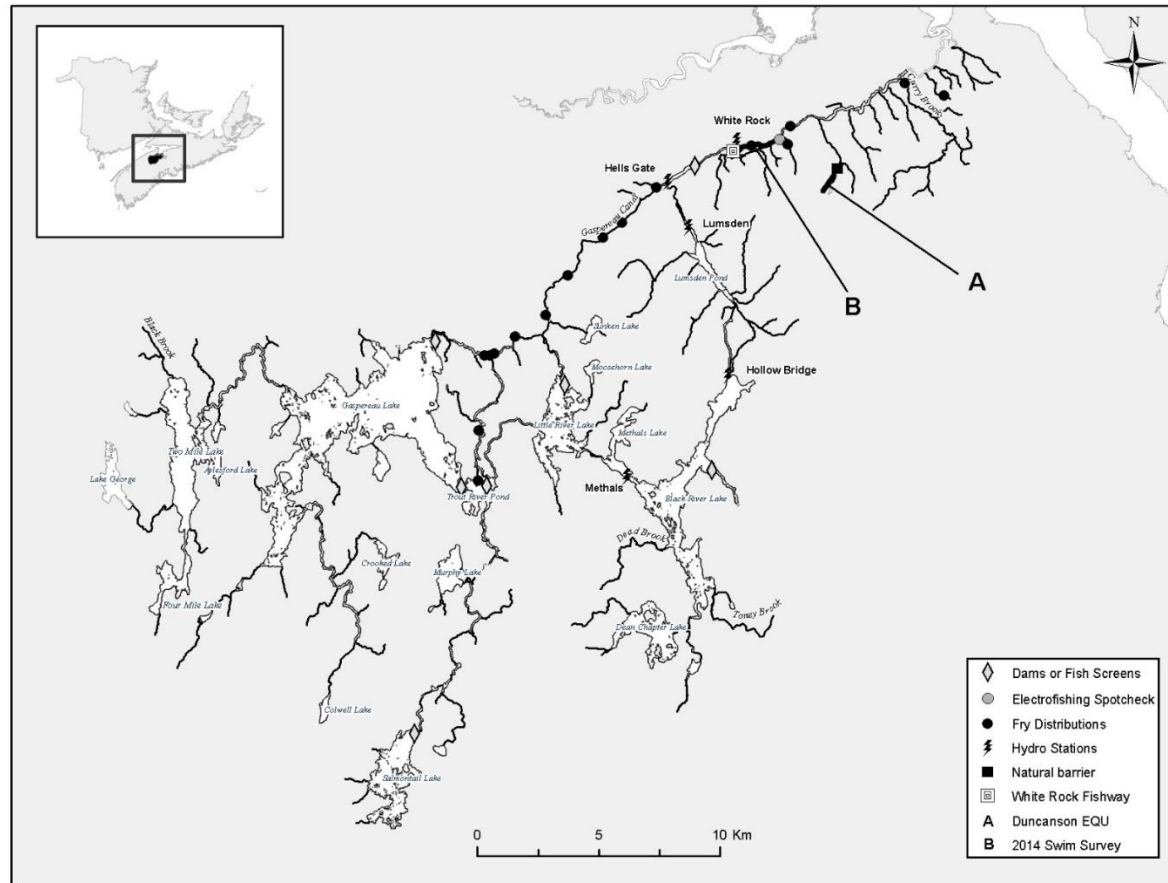 N
Curry Brook
White Rock
Hells Gate
Gaspereau Canal
Lumsden
B
A
Lumsden Pond
Sunken Lake
Black Brook
Moosehorn Lake
Hollow Bridge
Gaspereau Lake
Little River Lake
Methals Lake
Two Mile Lake
Aylesford Lake
Lake George
Trout River Pond
Methals
Black River Lake
Dead Brook
Crooked Lake
Murphy Lake
Four Mile Lake
Toney Brook
Dean Chapter Lake
Colwell Lake
Salmontail Lake
0 5 10 Km
Dams or Fish Screens
Electrofishing Spotcheck
Fry Distributions
Hydro Stations
Natural barrier
White Rock Fishway
A Duncanson EQU
B 2014 Swim Survey